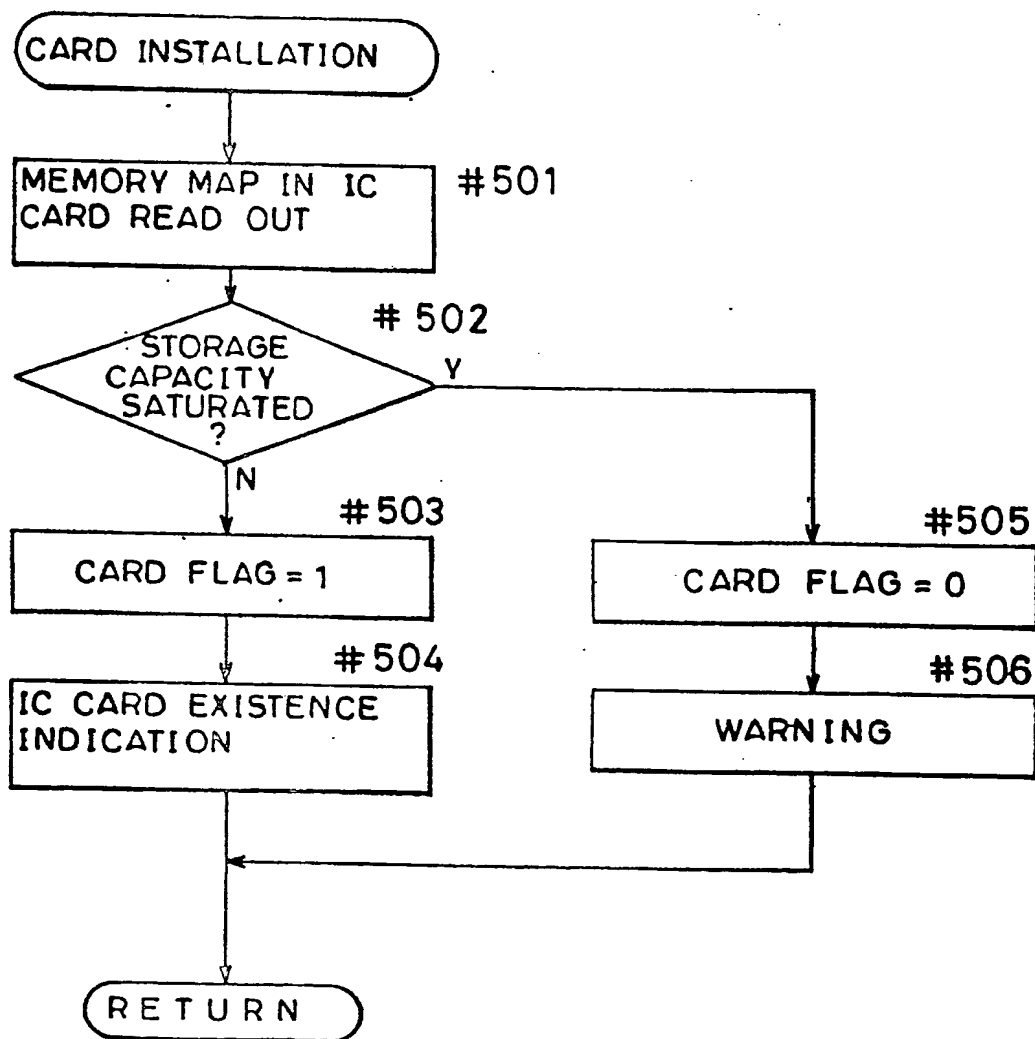 CARD INSTALLATION
MEMORY MAP IN IC
CARD READ OUT
#501
#502
STORAGE
CAPACITY
SATURATED
?
Y
N
#503
CARD FLAG = 1
#505
CARD FLAG = 0
#504
IC CARD EXISTENCE
INDICATION
#506
WARNING
RETURN